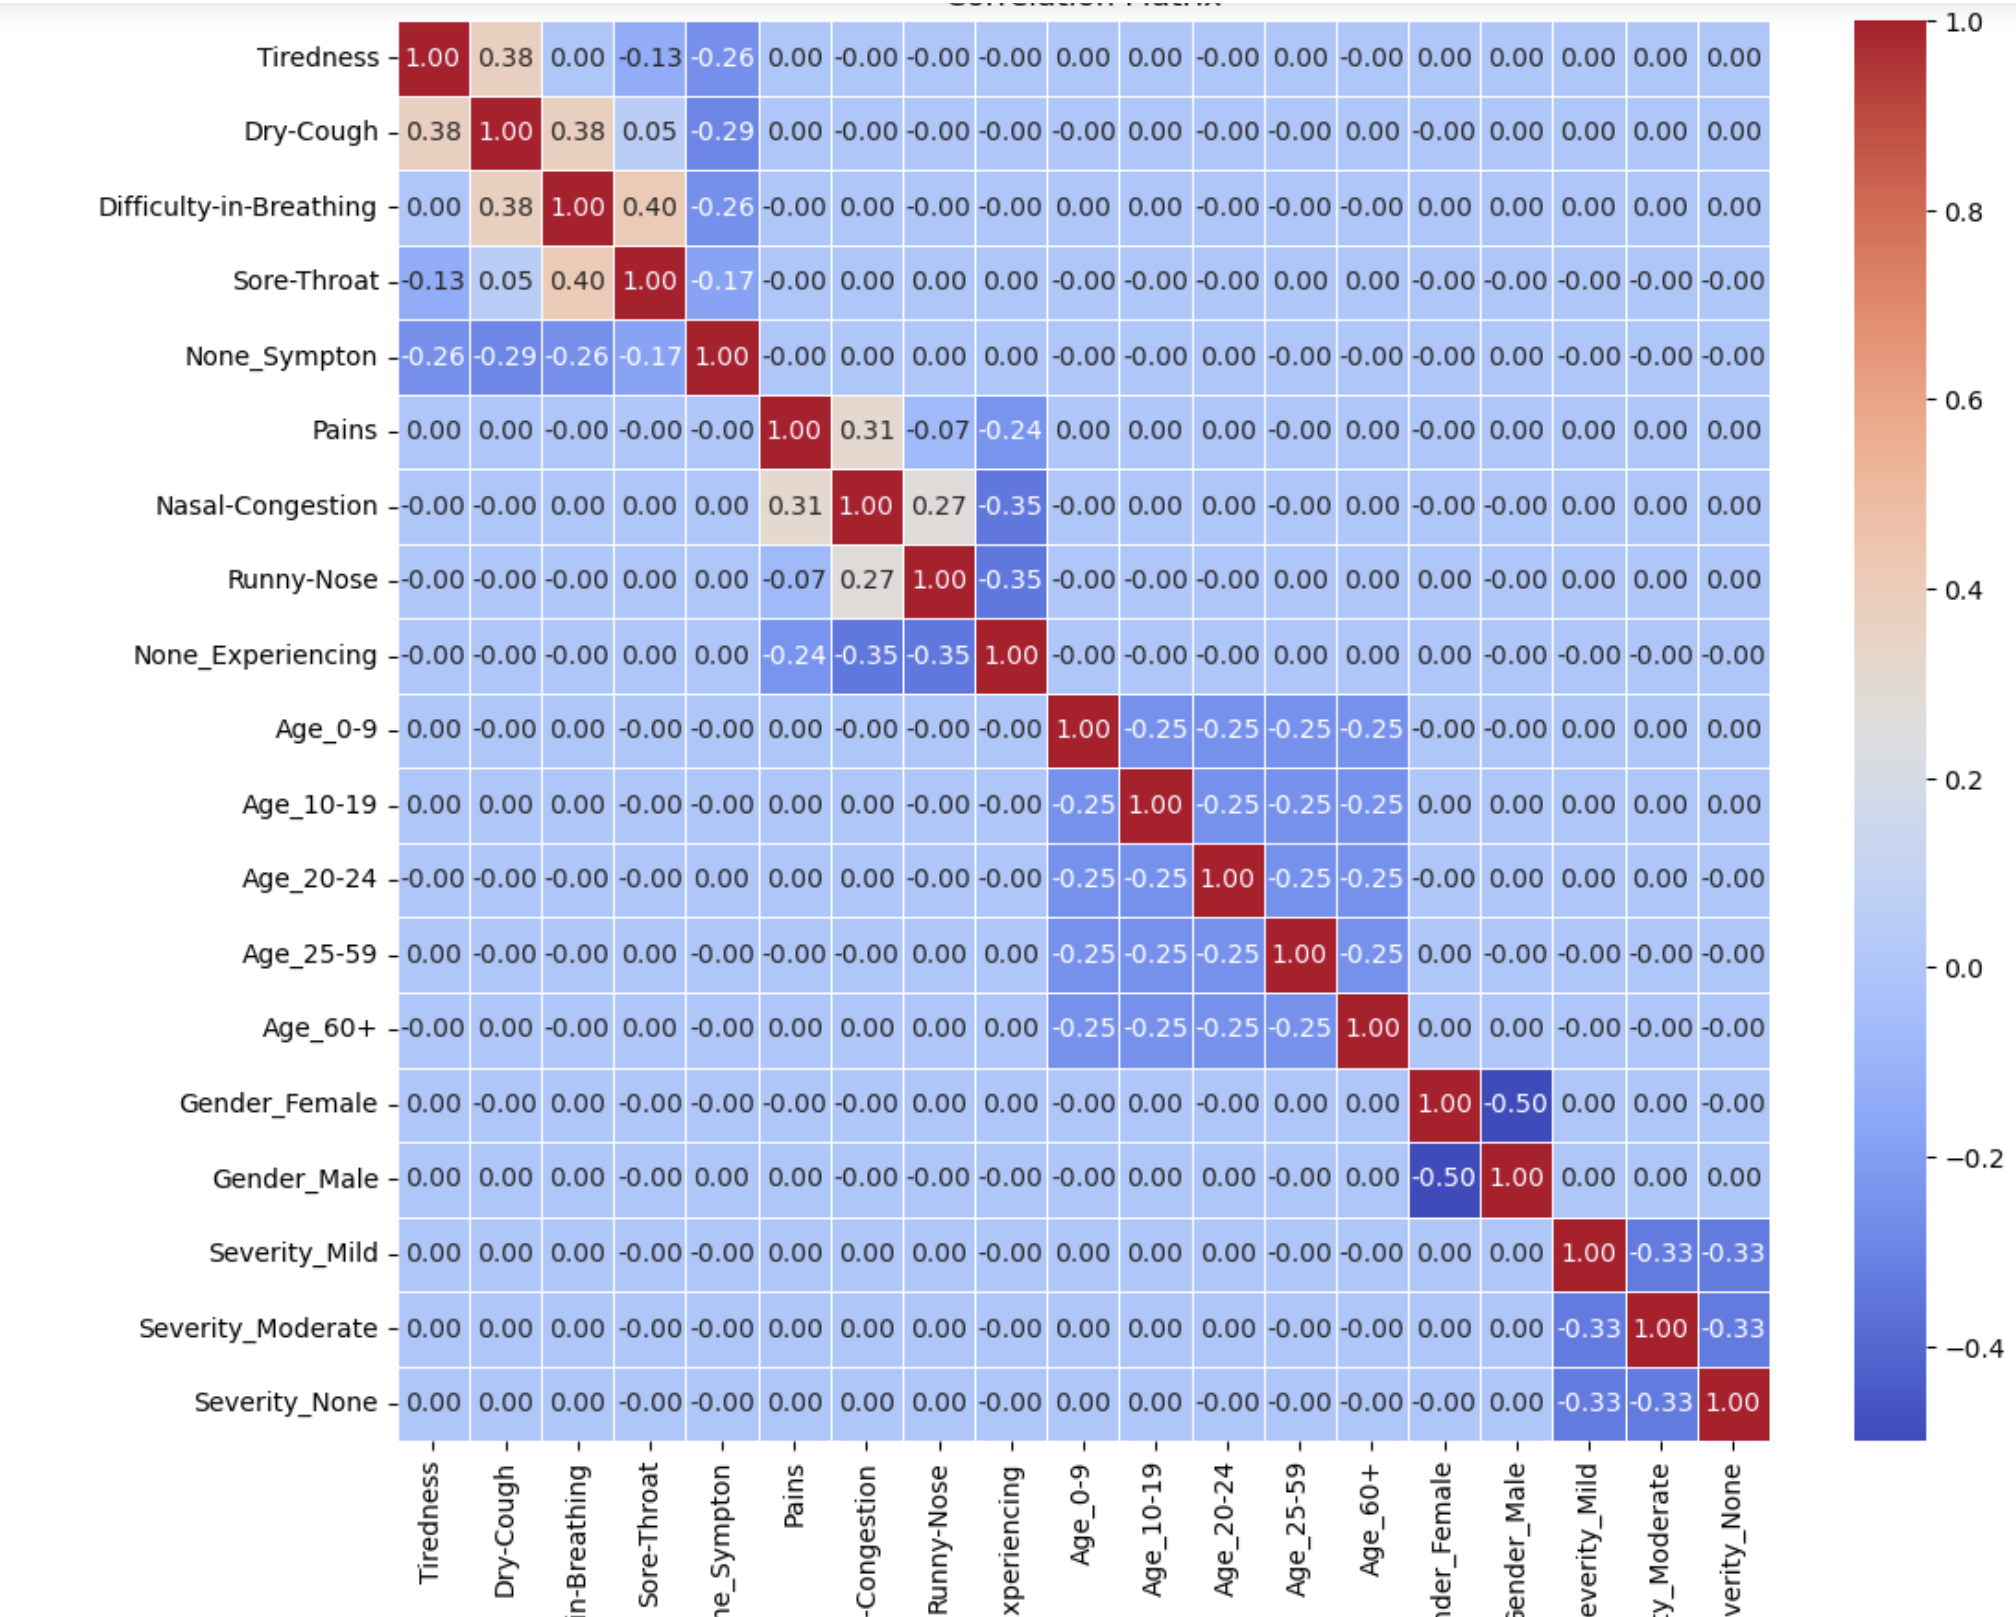 Correlation Matrix
Tiredness 1.00 0.38 0.00 -0.13 -0.26 0.00 -0.00 -0.00 -0.00 0.00 0.00 -0.00 0.00 -0.00 0.00 0.00 0.00 0.00 0.00
Dry-Cough 0.38 1.00 0.38 0.05 -0.29 0.00 -0.00 -0.00 -0.00 -0.00 0.00 -0.00 -0.00 0.00 -0.00 0.00 0.00 0.00 0.00
Difficulty-in-Breathing 0.00 0.38 1.00 0.40 -0.26 -0.00 0.00 -0.00 -0.00 0.00 0.00 -0.00 -0.00 -0.00 0.00 0.00 0.00 0.00 0.00
Sore-Throat -0.13 0.05 0.40 1.00 -0.17 -0.00 0.00 0.00 0.00 -0.00 -0.00 -0.00 0.00 0.00 -0.00 -0.00 -0.00 -0.00 -0.00
None_Sympton -0.26 -0.29 -0.26 -0.17 1.00 -0.00 0.00 0.00 0.00 -0.00 -0.00 0.00 -0.00 -0.00 -0.00 0.00 -0.00 -0.00 -0.00
Pains 0.00 0.00 -0.00 -0.00 -0.00 1.00 0.31 -0.07 -0.24 0.00 0.00 0.00 -0.00 0.00 -0.00 0.00 0.00 0.00 0.00
Nasal-Congestion -0.00 -0.00 0.00 0.00 0.00 0.31 1.00 0.27 -0.35 -0.00 0.00 0.00 -0.00 0.00 -0.00 -0.00 0.00 0.00 0.00
Runny-Nose -0.00 -0.00 -0.00 0.00 0.00 -0.07 0.27 1.00 -0.35 -0.00 -0.00 -0.00 0.00 0.00 0.00 -0.00 0.00 0.00 0.00
None_Experiencing -0.00 -0.00 -0.00 0.00 0.00 -0.24 -0.35 -0.35 1.00 -0.00 -0.00 -0.00 0.00 0.00 0.00 -0.00 -0.00 -0.00 -0.00
Age_0-9 0.00 -0.00 0.00 -0.00 -0.00 0.00 -0.00 -0.00 -0.00 1.00 -0.25 -0.25 -0.25 -0.25 -0.00 -0.00 0.00 0.00 0.00
Age_10-19 0.00 0.00 0.00 -0.00 -0.00 0.00 0.00 -0.00 -0.00 -0.25 1.00 -0.25 -0.25 -0.25 0.00 0.00 0.00 0.00 0.00
Age_20-24 -0.00 -0.00 -0.00 -0.00 0.00 0.00 0.00 -0.00 -0.00 -0.25 -0.25 1.00 -0.25 -0.25 -0.00 0.00 0.00 0.00 -0.00
Age_25-59 0.00 -0.00 -0.00 0.00 -0.00 -0.00 -0.00 0.00 0.00 -0.25 -0.25 -0.25 1.00 -0.25 0.00 -0.00 -0.00 -0.00 -0.00
Age_60+ -0.00 0.00 -0.00 0.00 -0.00 0.00 0.00 0.00 0.00 -0.25 -0.25 -0.25 -0.25 1.00 0.00 0.00 -0.00 -0.00 -0.00
Gender_Female 0.00 -0.00 0.00 -0.00 -0.00 -0.00 -0.00 0.00 0.00 -0.00 0.00 -0.00 0.00 0.00 1.00 -0.50 0.00 0.00 -0.00
Gender_Male 0.00 0.00 0.00 -0.00 0.00 0.00 -0.00 -0.00 -0.00 -0.00 0.00 0.00 -0.00 0.00 -0.50 1.00 0.00 0.00 0.00
Severity_Mild 0.00 0.00 0.00 -0.00 -0.00 0.00 0.00 0.00 -0.00 0.00 0.00 0.00 -0.00 -0.00 0.00 0.00 1.00 -0.33 -0.33
Severity_Moderate 0.00 0.00 0.00 -0.00 -0.00 0.00 0.00 0.00 -0.00 0.00 0.00 0.00 -0.00 -0.00 0.00 0.00 -0.33 1.00 -0.33
Severity_None 0.00 0.00 0.00 -0.00 -0.00 0.00 0.00 0.00 -0.00 0.00 0.00 -0.00 -0.00 -0.00 -0.00 0.00 -0.33 -0.33 1.00
Tiredness
Dry-Cough
in-Breathing
Sore-Throat
ne_Sympton
Pains
-Congestion
Runny-Nose
xperiencing
Age_0-9
Age_10-19
Age_20-24
Age_25-59
Age_60+
nder_Female
Gender_Male
everity_Mild
ty_Moderate
verity_None
1.0
0.8
0.6
0.4
0.2
0.0
−0.2
−0.4